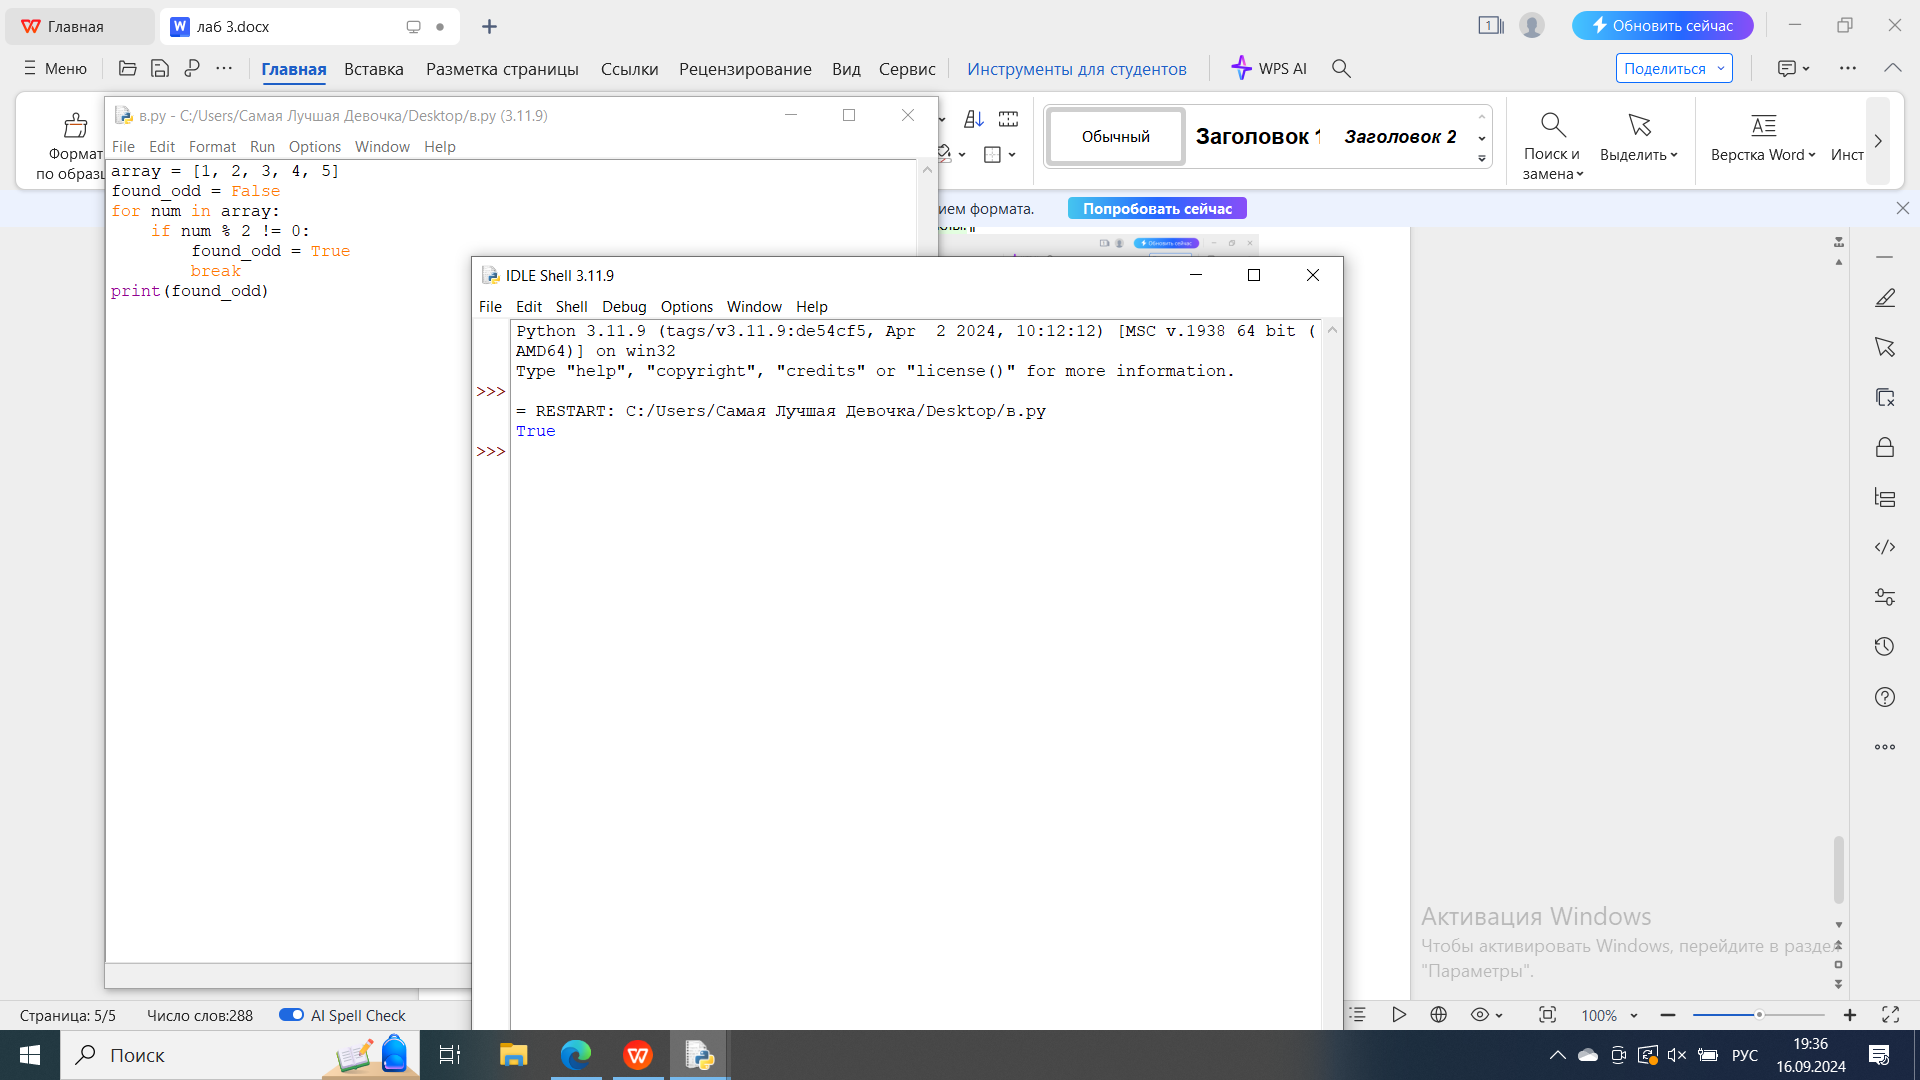 Главная
лаб 3.docx
1
Обновить сейчас
Меню
Главная
Вставка
Разметка страницы
Ссылки
Рецензирование
Вид
Сервис
Инструменты для студентов
WPS AI
Поделиться
Формат
по образц
Обычный
Заголовок 1
Заголовок 2
Поиск и
замена
Выделить
Верстка Word
Инст
ием формата.
Попробовать сейчас
в.py - C:/Users/Самая Лучшая Девочка/Desktop/в.py (3.11.9)
File Edit Format Run Options Window Help
array = [1, 2, 3, 4, 5]
found_odd = False
for num in array:
    if num % 2 != 0:
        found_odd = True
        break
print(found_odd)
Обновить сейчас
IDLE Shell 3.11.9
File Edit Shell Debug Options Window Help
Python 3.11.9 (tags/v3.11.9:de54cf5, Apr  2 2024, 10:12:12) [MSC v.1938 64 bit (
AMD64)] on win32
Type "help", "copyright", "credits" or "license()" for more information.
>>>
= RESTART: C:/Users/Самая Лучшая Девочка/Desktop/в.py
True
>>>
Активация Windows
Чтобы активировать Windows, перейдите в раздел
"Параметры".
Страница: 5/5
Число слов:288
AI Spell Check
100%
Поиск
РУС
19:36
16.09.2024